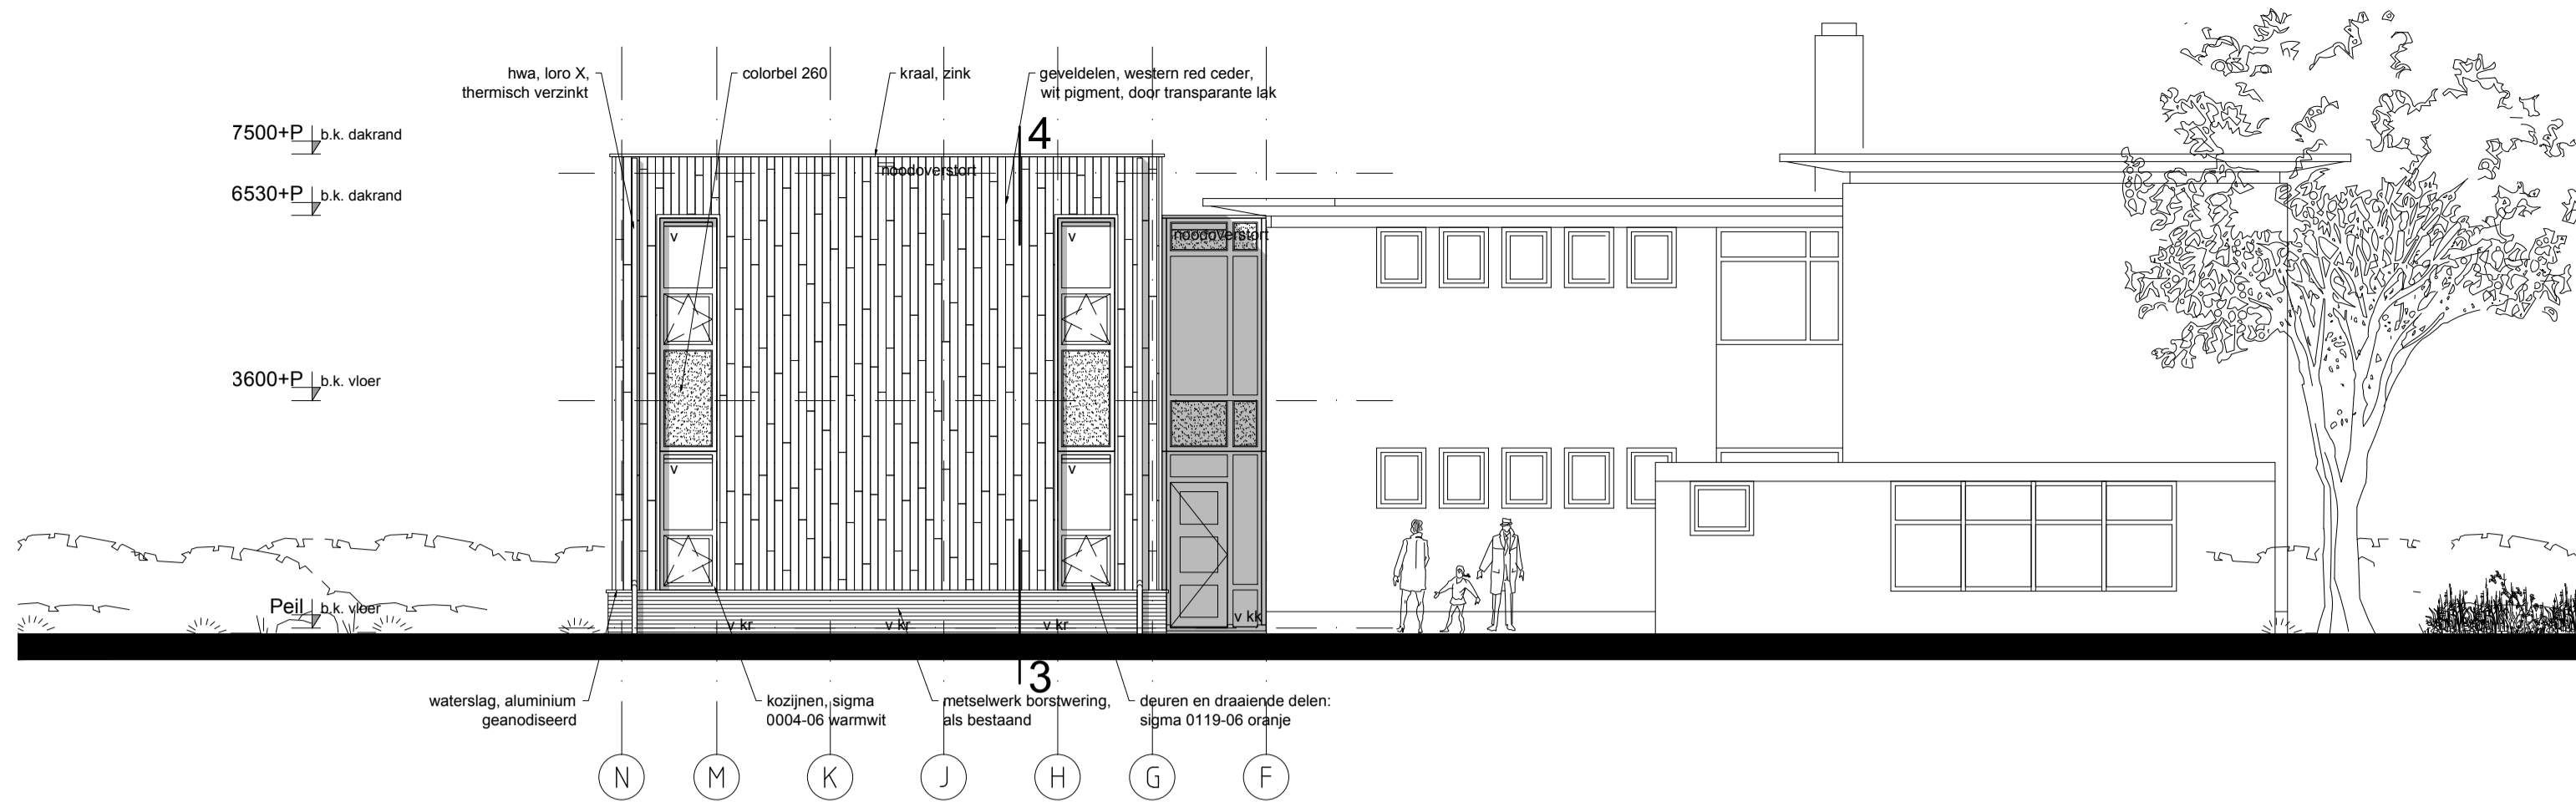 hwa, loro X,
thermisch verzinkt
colorbel 260
kraal, zink
geveldelen, western red ceder,
wit pigment, door transparante lak
7500+P b.k. dakrand
4
noodoverstort
6530+P b.k. dakrand
v
v
noodoverstort
3600+P b.k. vloer
v
v
Peil b.k. vloer
v kr
v kr
v kr
v kk
3
waterslag, aluminium
geanodiseerd
kozijnen, sigma
0004-06 warmwit
metselwerk borstwering,
als bestaand
deuren en draaiende delen:
sigma 0119-06 oranje
N M K J H G F